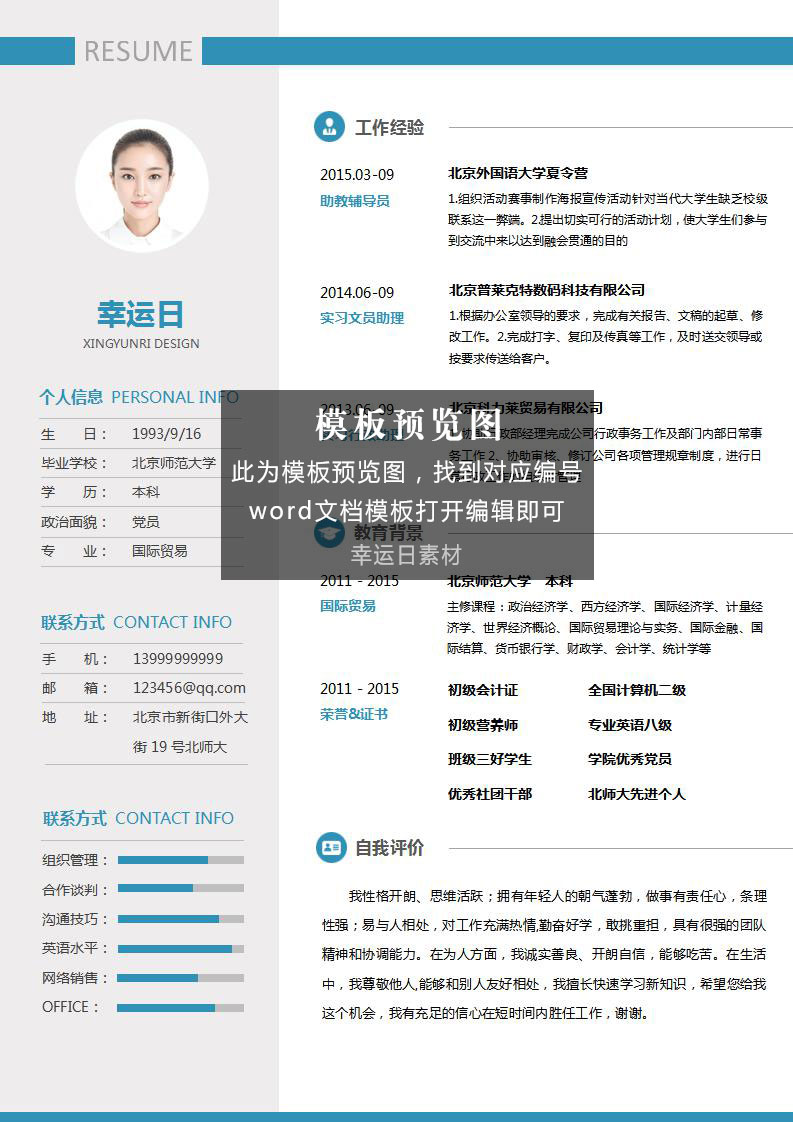 RESUME
幸运日
XINGYUNRI DESIGN
个人信息 PERSONAL INFO
生 日： 1993/9/16
毕业学校： 北京师范大学
学 历： 本科
政治面貌： 党员
专 业： 国际贸易
联系方式 CONTACT INFO
手 机： 13999999999
邮 箱： 123456@qq.com
地 址： 北京市新街口外大
街 19 号北师大
联系方式 CONTACT INFO
组织管理：
合作谈判：
沟通技巧：
英语水平：
网络销售：
OFFICE：
工作经验
2015.03-09 北京外国语大学夏令营
助教辅导员
1.组织活动赛事制作海报宣传活动针对当代大学生缺乏校级
联系这一弊端。2.提出切实可行的活动计划，使大学生们参与
到交流中来以达到融会贯通的目的
2014.06-09 北京普莱克特数码科技有限公司
实习文员助理
1.根据办公室领导的要求，完成有关报告、文稿的起草、修
改工作。2.完成打字、复印及传真等工作，及时送交领导或
按要求传送给客户。
2013.06-09 北京科力莱贸易有限公司
政部经理完成公司行政事务工作及部门内部日常事
务工作 2、协助审核、修订公司各项管理规章制度，进行日
模板预览图
此为模板预览图，找到对应编号
word文档模板打开编辑即可
幸运日素材
教育背景
2011 - 2015 北京师范大学 本科
国际贸易
主修课程：政治经济学、西方经济学、国际经济学、计量经
济学、世界经济概论、国际贸易理论与实务、国际金融、国
际结算、货币银行学、财政学、会计学、统计学等
2011 - 2015 初级会计证 全国计算机二级
荣誉&证书
初级营养师 专业英语八级
班级三好学生 学院优秀党员
优秀社团干部 北师大先进个人
自我评价
我性格开朗、思维活跃；拥有年轻人的朝气蓬勃，做事有责任心，条理
性强；易与人相处，对工作充满热情,勤奋好学，敢挑重担，具有很强的团队
精神和协调能力。在为人方面，我诚实善良、开朗自信，能够吃苦。在生活
中，我尊敬他人,能够和别人友好相处，我擅长快速学习新知识，希望您给我
这个机会，我有充足的信心在短时间内胜任工作，谢谢。